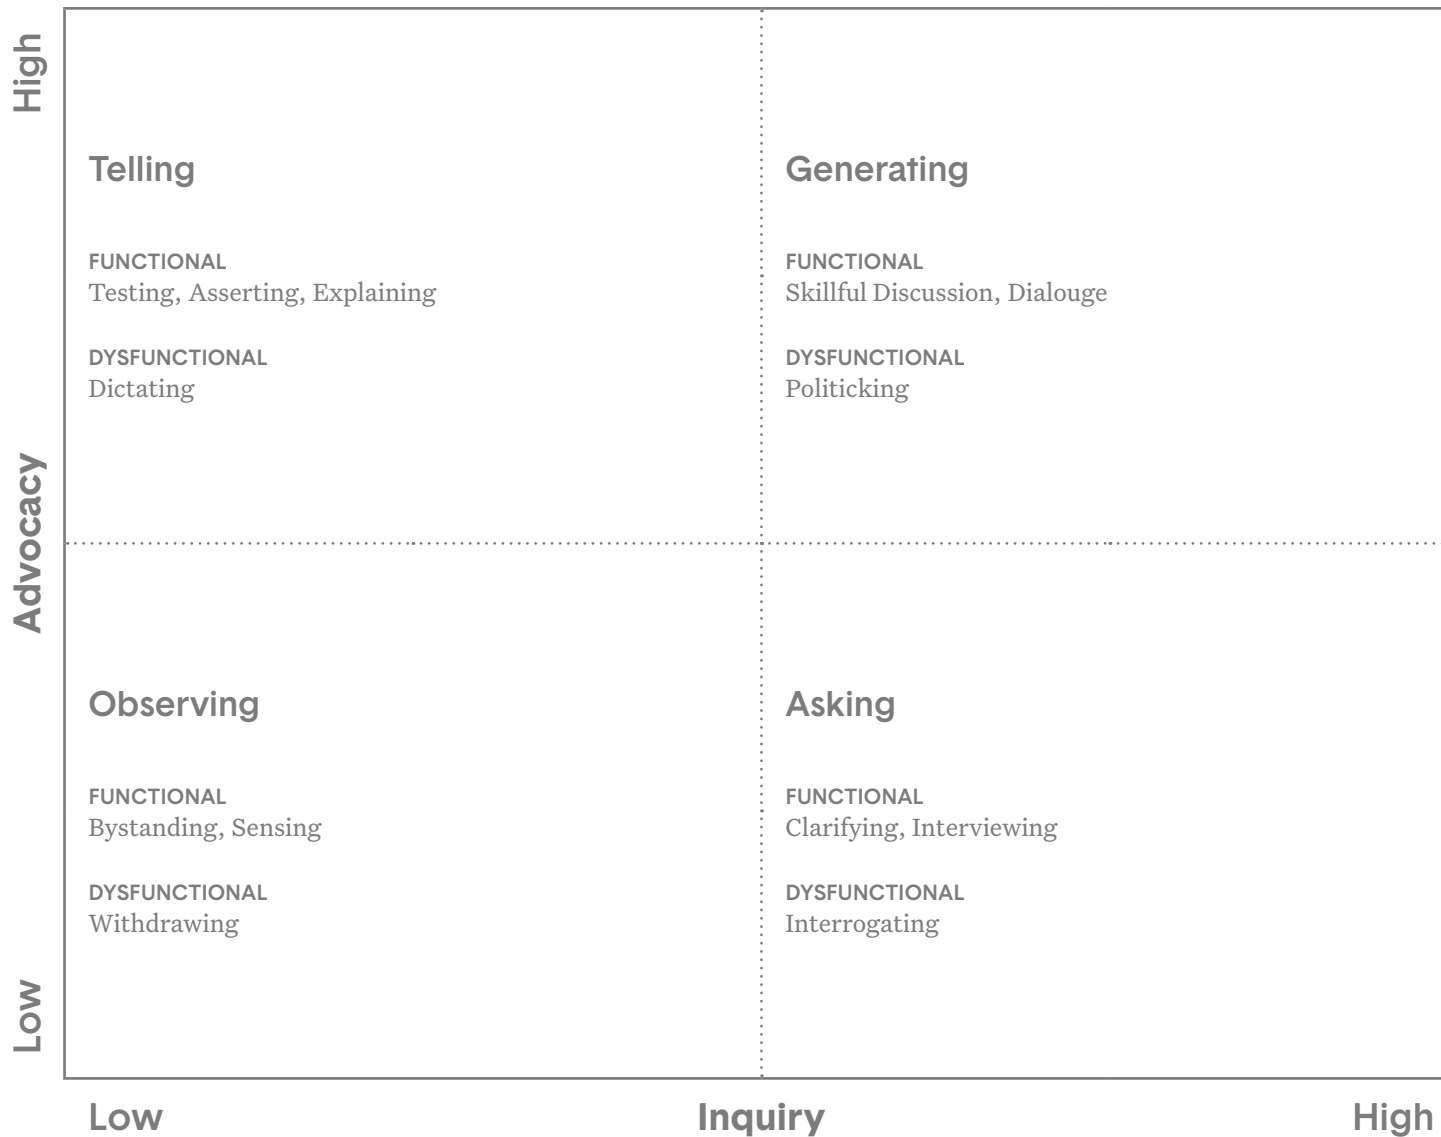 High
Telling
FUNCTIONAL
Testing, Asserting, Explaining
DYSFUNCTIONAL
Dictating
Generating
FUNCTIONAL
Skillful Discussion, Dialouge
DYSFUNCTIONAL
Politicking
Advocacy
Observing
FUNCTIONAL
Bystanding, Sensing
DYSFUNCTIONAL
Withdrawing
Asking
FUNCTIONAL
Clarifying, Interviewing
DYSFUNCTIONAL
Interrogating
Low
Low
Inquiry
High